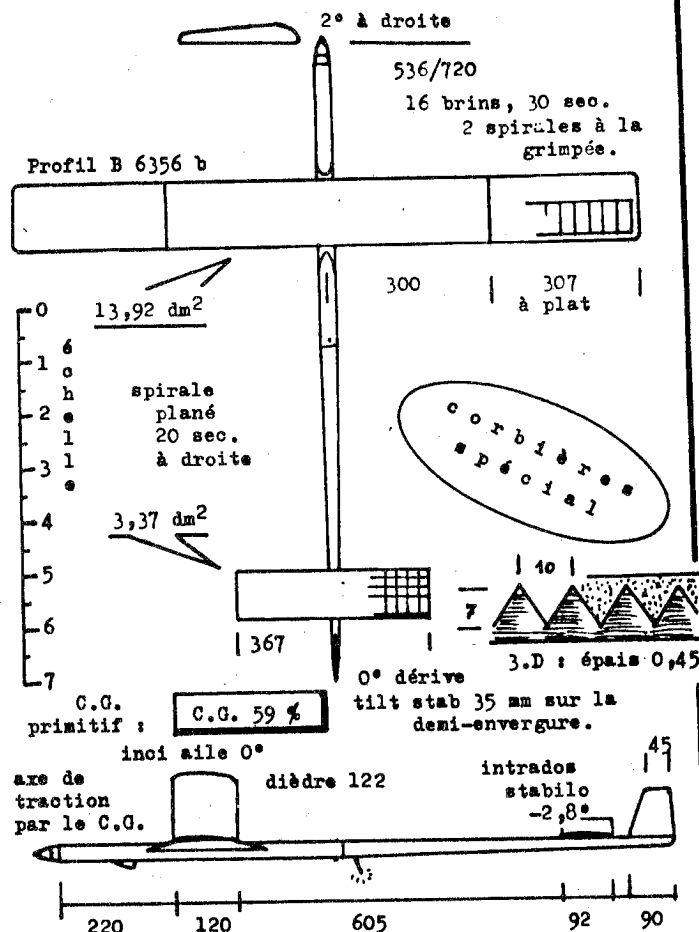 2° à droite
536/720
16 brins, 30 sec.
2 spirales à la
grimpée.
Profil B 6356 b
300
307
à plat
13,92 dm²
0
1
2
3
4
5
6
7
échelle
spirale
plané
20 sec.
à droite
corbières
spécial
3,37 dm²
10
7
367
3.D : épais 0,45
0° dérive
tilt stab 35 mm sur la
demi-envergure.
C.G.
primitif :
C.G. 59 %
inci aile 0°
axe de
traction
par le C.G.
dièdre 122
intrados
stabilo
-2,8°
45
220
120
605
92
90